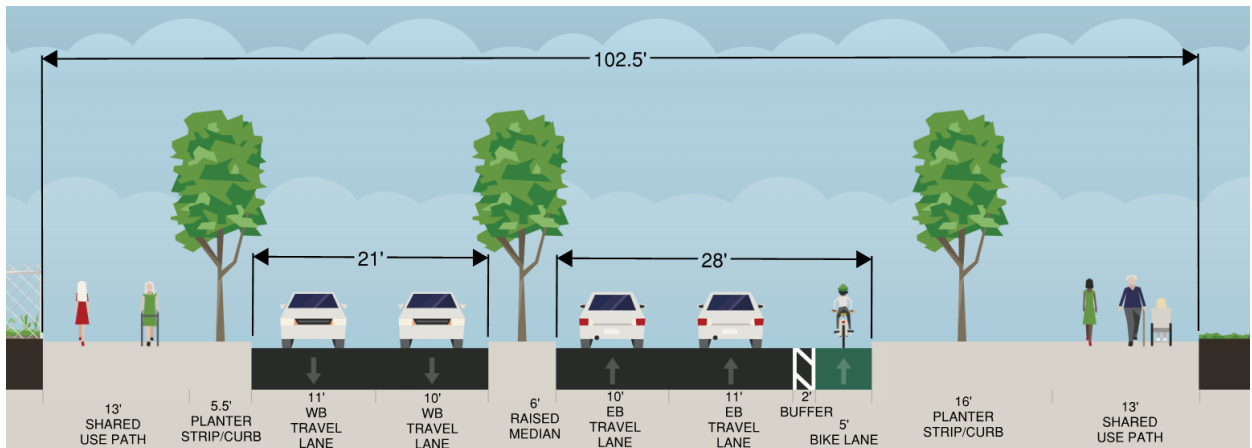 102.5'
21'
28'
13'
SHARED
USE PATH
5.5'
PLANTER
STRIP/CURB
11'
WB
TRAVEL
LANE
10'
WB
TRAVEL
LANE
6'
RAISED
MEDIAN
10'
EB
TRAVEL
LANE
11'
EB
TRAVEL
LANE
2'
BUFFER
5'
BIKE LANE
16'
PLANTER
STRIP/CURB
13'
SHARED
USE PATH